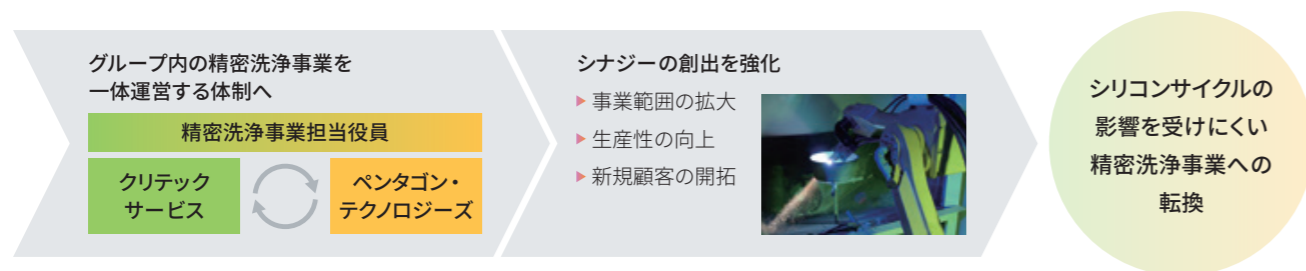 グループ内の精密洗浄事業を
一体運営する体制へ
精密洗浄事業担当役員
クリテック
サービス
ペンタゴン・
テクノロジーズ
シナジーの創出を強化
事業範囲の拡大
生産性の向上
新規顧客の開拓
シリコンサイクルの
影響を受けにくい
精密洗浄事業への
転換